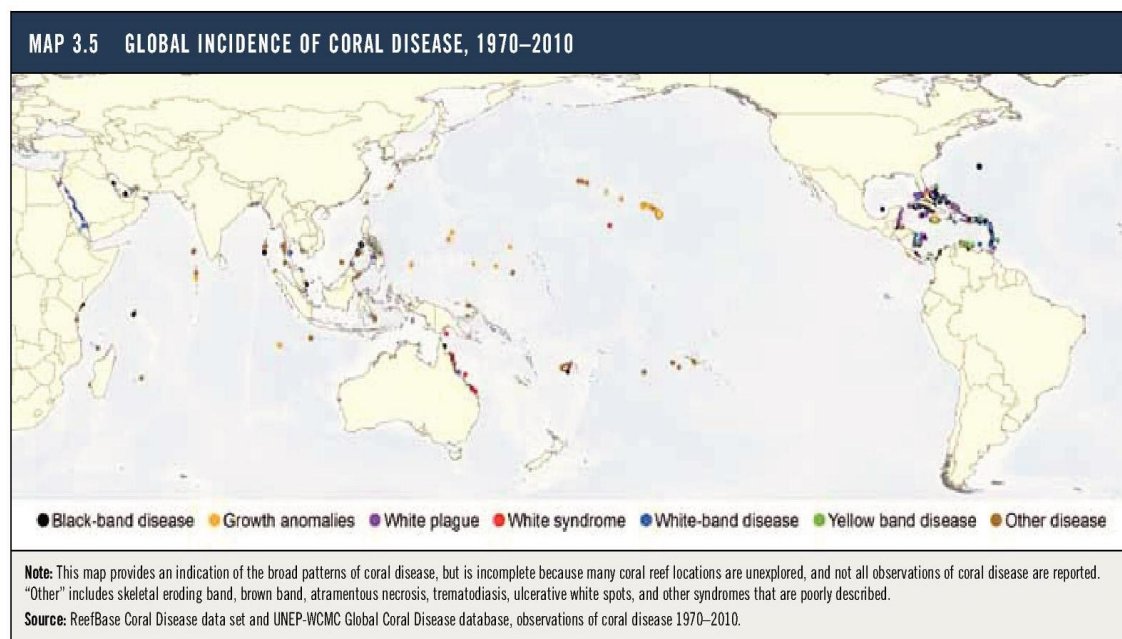 MAP 3.5 GLOBAL INCIDENCE OF CORAL DISEASE, 1970–2010
Black-band disease Growth anomalies White plague White syndrome White-band disease Yellow band disease Other disease
Note: This map provides an indication of the broad patterns of coral disease, but is incomplete because many coral reef locations are unexplored, and not all observations of coral disease are reported.
“Other” includes skeletal eroding band, brown band, atramentous necrosis, trematodiasis, ulcerative white spots, and other syndromes that are poorly described.
Source: ReefBase Coral Disease data set and UNEP-WCMC Global Coral Disease database, observations of coral disease 1970–2010.